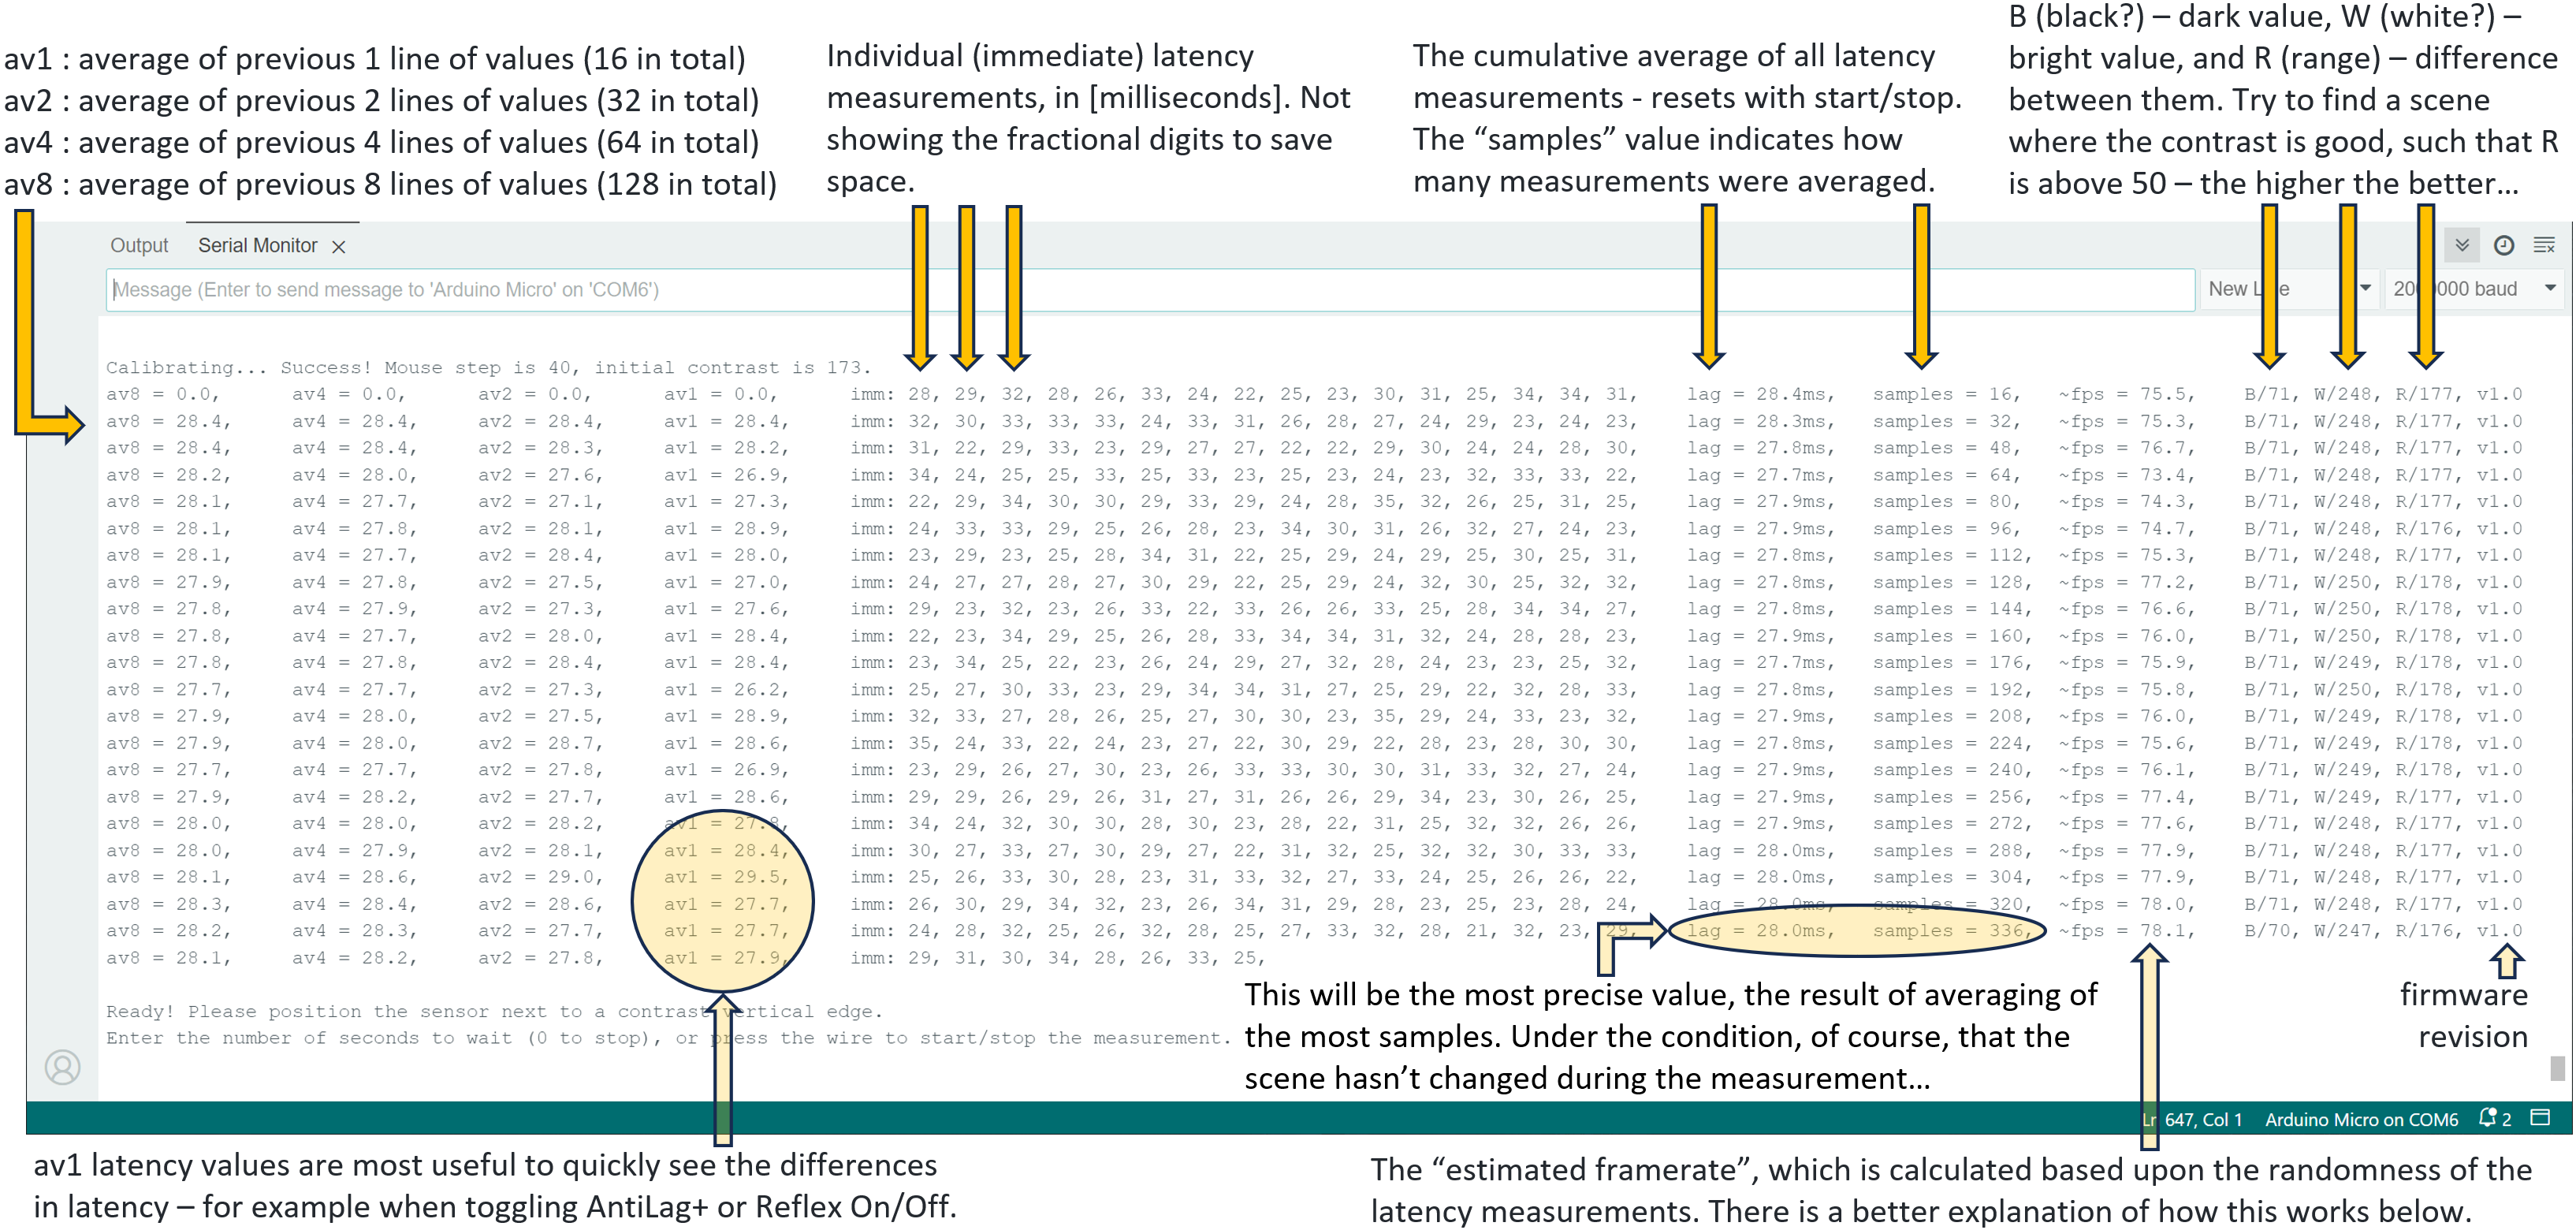 av1 : average of previous 1 line of values (16 in total)
av2 : average of previous 2 lines of values (32 in total)
av4 : average of previous 4 lines of values (64 in total)
av8 : average of previous 8 lines of values (128 in total)
Individual (immediate) latency
measurements, in [milliseconds]. Not
showing the fractional digits to save
space.
The cumulative average of all latency
measurements - resets with start/stop.
The “samples” value indicates how
many measurements were averaged.
B (black?) – dark value, W (white?) –
bright value, and R (range) – difference
between them. Try to find a scene
where the contrast is good, such that R
is above 50 – the higher the better…
Output Serial Monitor
Message (Enter to send message to 'Arduino Micro' on 'COM6') New Line baud
Calibrating... Success! Mouse step is 40, initial contrast is 173.
av8 = 0.0, av4 = 0.0, av2 = 0.0, av1 = 0.0, imm: 28, 29, 32, 28, 26, 33, 24, 22, 25, 23, 30, 31, 25, 34, 34, 31, lag = 28.4ms, samples = 16, ~fps = 75.5, B/71, W/248, R/177, v1.0
av8 = 28.4, av4 = 28.4, av2 = 28.4, av1 = 28.4, imm: 32, 30, 33, 33, 33, 24, 33, 31, 26, 28, 27, 24, 29, 23, 24, 23, lag = 28.3ms, samples = 32, ~fps = 75.3, B/71, W/248, R/177, v1.0
av8 = 28.4, av4 = 28.4, av2 = 28.3, av1 = 28.2, imm: 31, 22, 29, 33, 23, 29, 27, 27, 22, 22, 29, 30, 24, 24, 28, 30, lag = 27.8ms, samples = 48, ~fps = 76.7, B/71, W/248, R/177, v1.0
av8 = 28.2, av4 = 28.0, av2 = 27.6, av1 = 26.9, imm: 34, 24, 25, 25, 33, 25, 33, 23, 25, 23, 24, 23, 32, 33, 33, 22, lag = 27.7ms, samples = 64, ~fps = 73.4, B/71, W/248, R/177, v1.0
av8 = 28.1, av4 = 27.7, av2 = 27.1, av1 = 27.3, imm: 22, 29, 34, 30, 30, 29, 33, 29, 24, 28, 35, 32, 26, 25, 31, 25, lag = 27.9ms, samples = 80, ~fps = 74.3, B/71, W/248, R/177, v1.0
av8 = 28.1, av4 = 27.8, av2 = 28.1, av1 = 28.9, imm: 24, 33, 33, 29, 25, 26, 28, 23, 34, 30, 31, 26, 32, 27, 24, 23, lag = 27.9ms, samples = 96, ~fps = 74.7, B/71, W/248, R/176, v1.0
av8 = 28.1, av4 = 27.7, av2 = 28.4, av1 = 28.0, imm: 23, 29, 23, 25, 28, 34, 31, 22, 25, 29, 24, 29, 25, 30, 25, 31, lag = 27.8ms, samples = 112, ~fps = 75.3, B/71, W/248, R/177, v1.0
av8 = 27.9, av4 = 27.8, av2 = 27.5, av1 = 27.0, imm: 24, 27, 27, 28, 27, 30, 29, 22, 25, 29, 24, 32, 30, 25, 32, 32, lag = 27.8ms, samples = 128, ~fps = 77.2, B/71, W/250, R/178, v1.0
av8 = 27.8, av4 = 27.9, av2 = 27.3, av1 = 27.6, imm: 29, 23, 32, 23, 26, 33, 22, 33, 26, 26, 33, 25, 28, 34, 34, 27, lag = 27.8ms, samples = 144, ~fps = 76.6, B/71, W/250, R/178, v1.0
av8 = 27.8, av4 = 27.7, av2 = 28.0, av1 = 28.4, imm: 22, 23, 34, 29, 25, 26, 28, 33, 34, 34, 31, 32, 24, 28, 28, 23, lag = 27.9ms, samples = 160, ~fps = 76.0, B/71, W/250, R/178, v1.0
av8 = 27.8, av4 = 27.8, av2 = 28.4, av1 = 28.4, imm: 23, 34, 25, 22, 23, 26, 24, 29, 27, 32, 28, 24, 23, 23, 25, 32, lag = 27.7ms, samples = 176, ~fps = 75.9, B/71, W/249, R/178, v1.0
av8 = 27.7, av4 = 27.7, av2 = 27.3, av1 = 26.2, imm: 25, 27, 30, 33, 23, 29, 34, 34, 31, 27, 25, 29, 22, 32, 28, 33, lag = 27.8ms, samples = 192, ~fps = 75.8, B/71, W/250, R/178, v1.0
av8 = 27.9, av4 = 28.0, av2 = 27.5, av1 = 28.9, imm: 32, 33, 27, 28, 26, 25, 27, 30, 30, 23, 35, 29, 24, 33, 23, 32, lag = 27.9ms, samples = 208, ~fps = 76.0, B/71, W/249, R/178, v1.0
av8 = 27.9, av4 = 28.0, av2 = 28.7, av1 = 28.6, imm: 35, 24, 33, 22, 24, 23, 27, 22, 30, 29, 22, 28, 23, 28, 30, 30, lag = 27.8ms, samples = 224, ~fps = 75.6, B/71, W/249, R/178, v1.0
av8 = 27.7, av4 = 27.7, av2 = 27.8, av1 = 26.9, imm: 23, 29, 26, 27, 30, 23, 26, 33, 33, 30, 30, 31, 33, 32, 27, 24, lag = 27.9ms, samples = 240, ~fps = 76.1, B/71, W/249, R/178, v1.0
av8 = 27.9, av4 = 28.2, av2 = 27.7, av1 = 28.6, imm: 29, 29, 26, 29, 26, 31, 27, 31, 26, 26, 29, 34, 23, 30, 26, 25, lag = 27.9ms, samples = 256, ~fps = 77.4, B/71, W/249, R/177, v1.0
av8 = 28.0, av4 = 28.0, av2 = 28.2, av1 = 27.8, imm: 34, 24, 32, 30, 30, 28, 30, 23, 28, 22, 31, 25, 32, 32, 26, 26, lag = 27.9ms, samples = 272, ~fps = 77.6, B/71, W/248, R/177, v1.0
av8 = 28.0, av4 = 27.9, av2 = 28.1, av1 = 28.4, imm: 30, 27, 33, 27, 30, 29, 27, 22, 31, 32, 25, 32, 32, 30, 33, 33, lag = 28.0ms, samples = 288, ~fps = 77.9, B/71, W/248, R/177, v1.0
av8 = 28.1, av4 = 28.6, av2 = 29.0, av1 = 29.5, imm: 25, 26, 33, 30, 28, 23, 31, 33, 32, 27, 33, 24, 25, 26, 26, 22, lag = 28.0ms, samples = 304, ~fps = 77.9, B/71, W/248, R/177, v1.0
av8 = 28.3, av4 = 28.4, av2 = 28.6, av1 = 27.7, imm: 26, 30, 29, 34, 32, 23, 26, 34, 31, 29, 28, 23, 25, 23, 28, 24, lag = 28.0ms, samples = 320, ~fps = 78.0, B/71, W/248, R/177, v1.0
av8 = 28.2, av4 = 28.3, av2 = 27.7, av1 = 27.7, imm: 24, 28, 32, 25, 26, 32, 28, 25, 27, 33, 32, 28, 21, 32, 23, 29, lag = 28.0ms, samples = 336, ~fps = 78.1, B/70, W/247, R/176, v1.0
av8 = 28.1, av4 = 28.2, av2 = 27.8, av1 = 27.9, imm: 29, 31, 30, 34, 28, 26, 33, 25,
Ready! Please position the sensor next to a contrast vertical edge.
Enter the number of seconds to wait (0 to stop), or press the wire to start/stop the measurement.
This will be the most precise value, the result of averaging of
the most samples. Under the condition, of course, that the
scene hasn’t changed during the measurement…
firmware
revision
Ln 647, Col 1 Arduino Micro on COM6 2
av1 latency values are most useful to quickly see the differences
in latency – for example when toggling AntiLag+ or Reflex On/Off.
The “estimated framerate”, which is calculated based upon the randomness of the
latency measurements. There is a better explanation of how this works below.